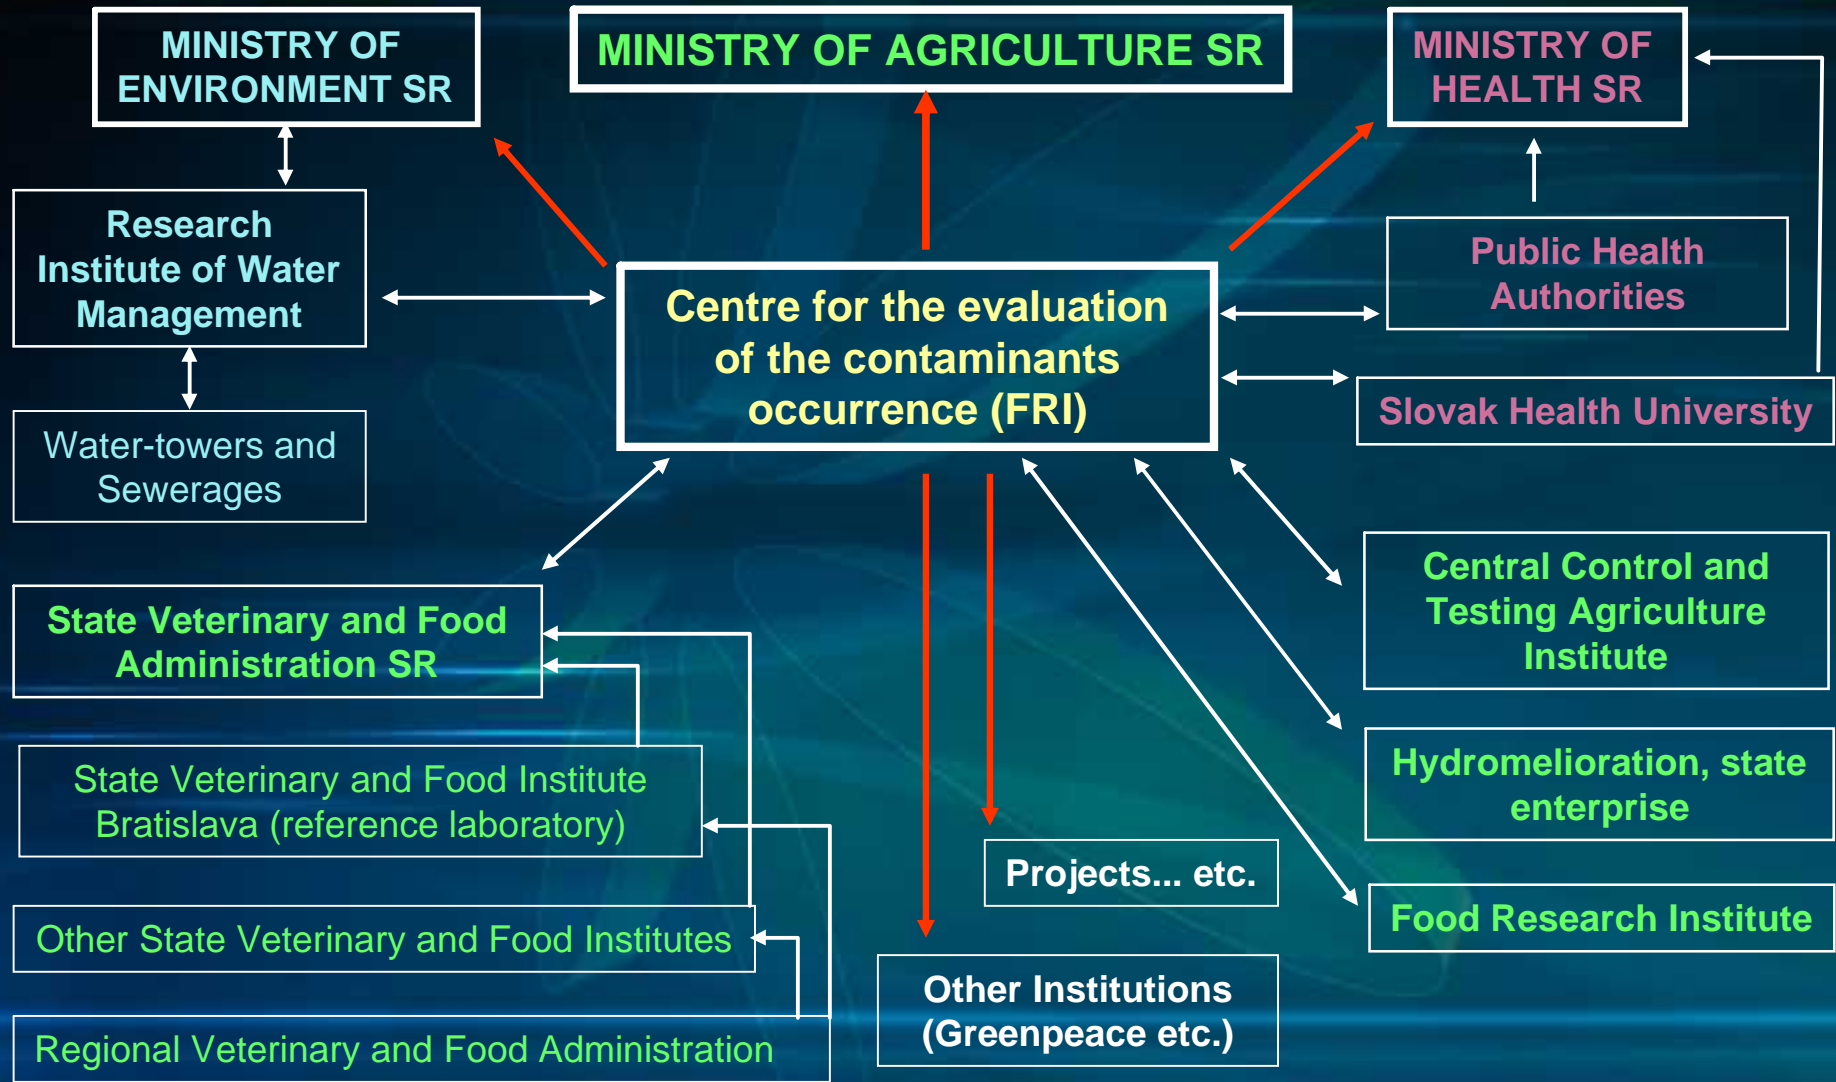 MINISTRY OF
ENVIRONMENT SR
MINISTRY OF AGRICULTURE SR
MINISTRY OF
HEALTH SR
Research
Institute of Water
Management
Public Health
Authorities
Centre for the evaluation
of the contaminants
occurrence (FRI)
Slovak Health University
Water-towers and
Sewerages
Central Control and
Testing Agriculture
Institute
State Veterinary and Food
Administration SR
Hydromelioration, state
enterprise
State Veterinary and Food Institute
Bratislava (reference laboratory)
Projects... etc.
Food Research Institute
Other State Veterinary and Food Institutes
Other Institutions
(Greenpeace etc.)
Regional Veterinary and Food Administration